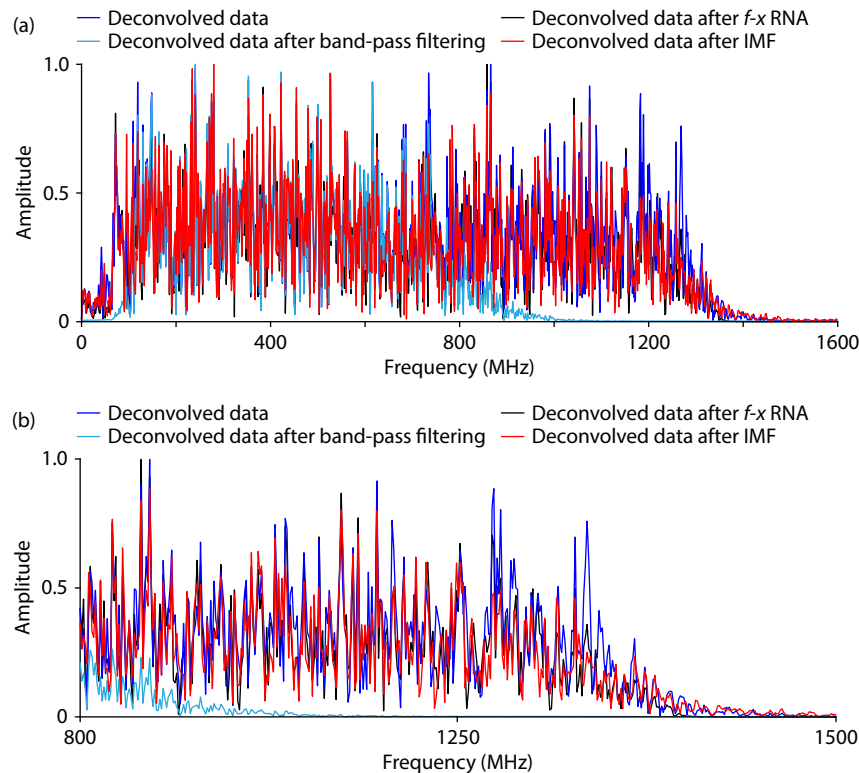 (a)
Deconvolved data
Deconvolved data after f-x RNA
Deconvolved data after band-pass filtering
Deconvolved data after IMF
1.0
0.5
0
Amplitude
0 400 800 1200 1600
Frequency (MHz)
(b)
Deconvolved data
Deconvolved data after f-x RNA
Deconvolved data after band-pass filtering
Deconvolved data after IMF
1.0
0.5
0
Amplitude
800 1250 1500
Frequency (MHz)